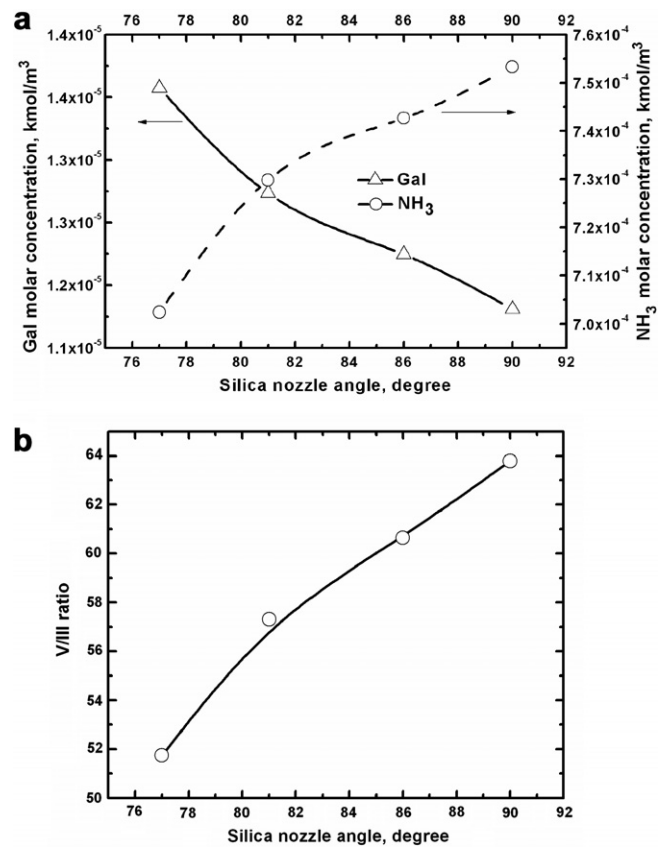 a
76 78 80 82 84 86 88 90 92
1.4x10⁻⁵
1.4x10⁻⁵
1.3x10⁻⁵
1.3x10⁻⁵
1.2x10⁻⁵
1.1x10⁻⁵
GaI molar concentration, kmol/m³
7.6x10⁻⁴
7.5x10⁻⁴
7.4x10⁻⁴
7.3x10⁻⁴
7.2x10⁻⁴
7.1x10⁻⁴
7.0x10⁻⁴
NH₃ molar concentration, kmol/m³
GaI
NH₃
76 78 80 82 84 86 88 90 92
Silica nozzle angle, degree
b
64
62
60
58
56
54
52
50
V/III ratio
76 78 80 82 84 86 88 90 92
Silica nozzle angle, degree